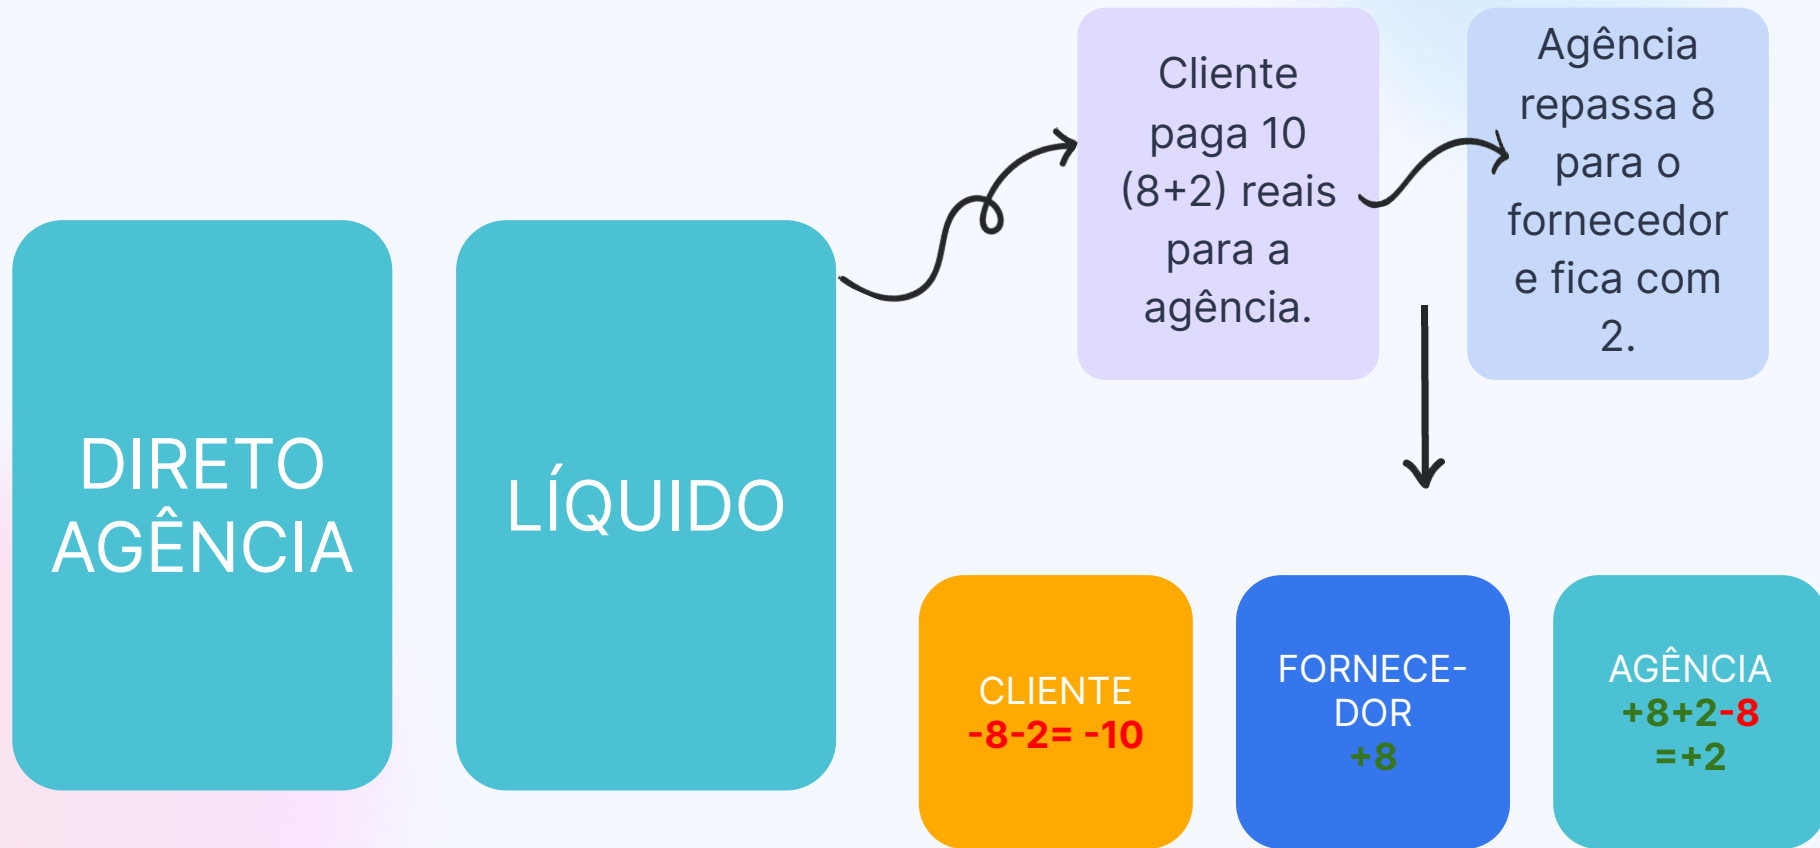 DIRETO
AGÊNCIA
LÍQUIDO
Cliente
paga 10
(8+2) reais
para a
agência.
Agência
repassa 8
para o
fornecedor
e fica com
2.
CLIENTE
-8-2= -10
FORNECE-
DOR
+8
AGÊNCIA
+8+2-8
=+2